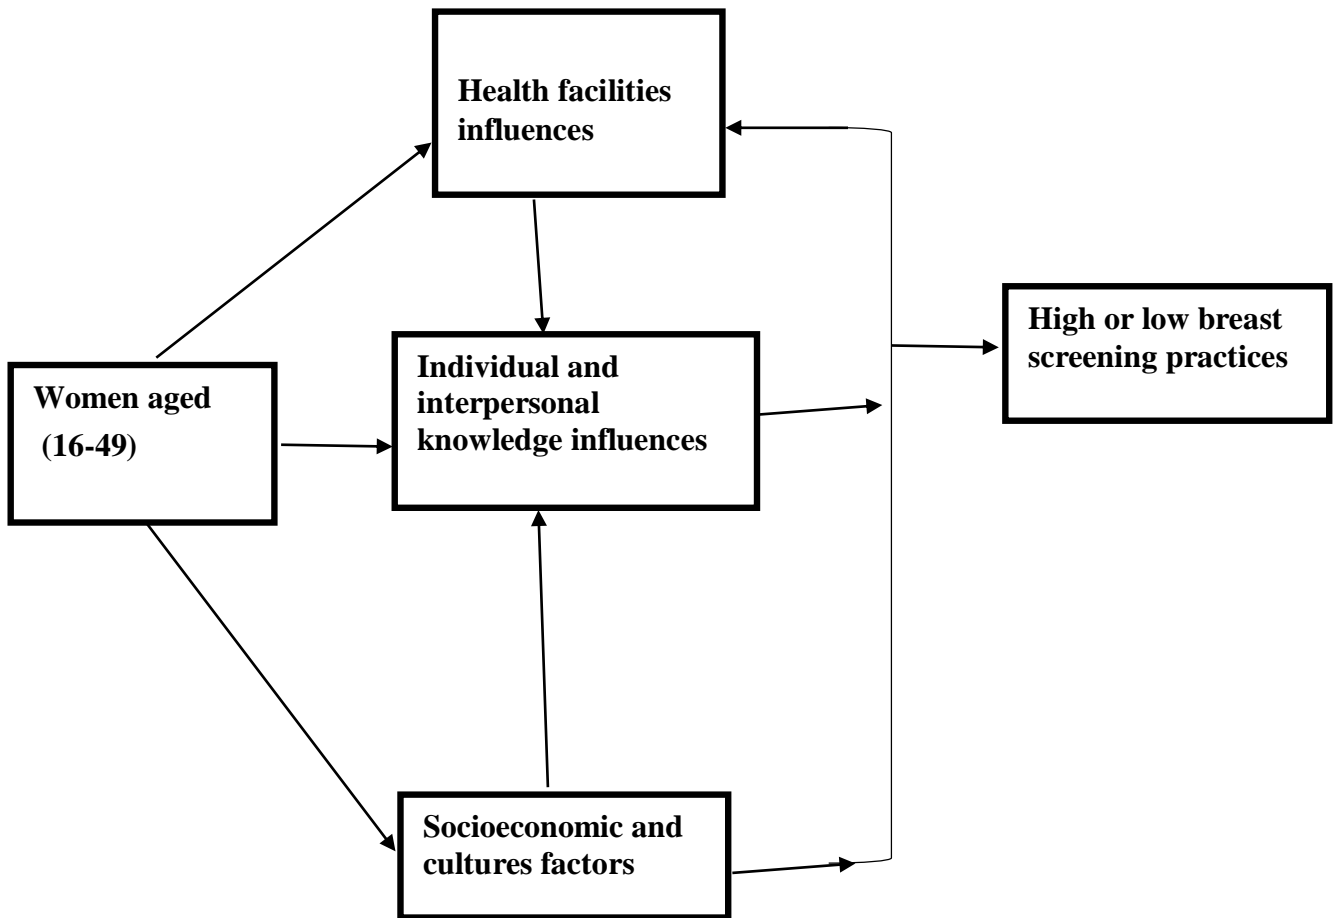 Health facilities
influences
High or low breast
screening practices
Individual and
interpersonal
knowledge influences
Women aged
(16-49)
Socioeconomic and
cultures factors